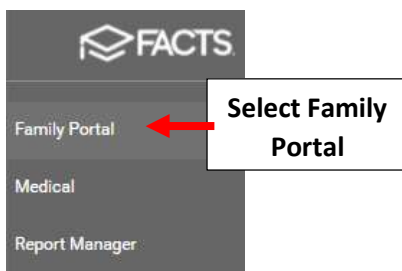 FACTS
Family Portal
Select Family
Portal
Medical
Report Manager